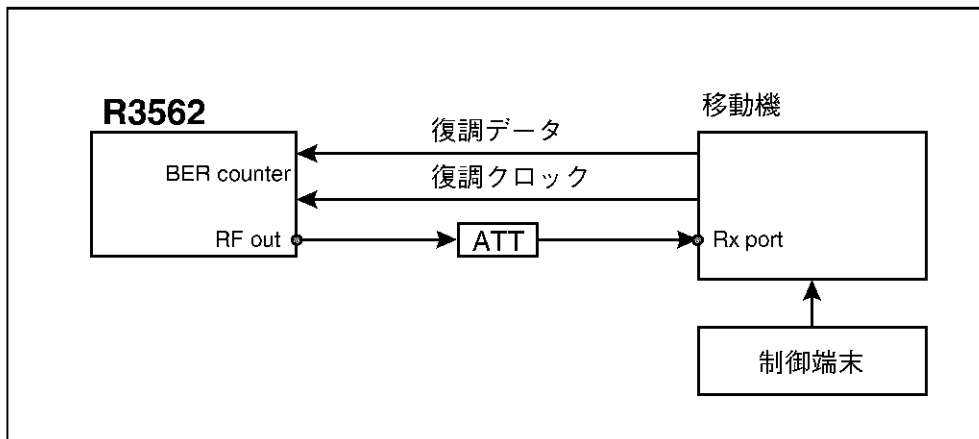 R3562
移動機
復調データ
BER counter
復調クロック
RF out
ATT
Rx port
制御端末